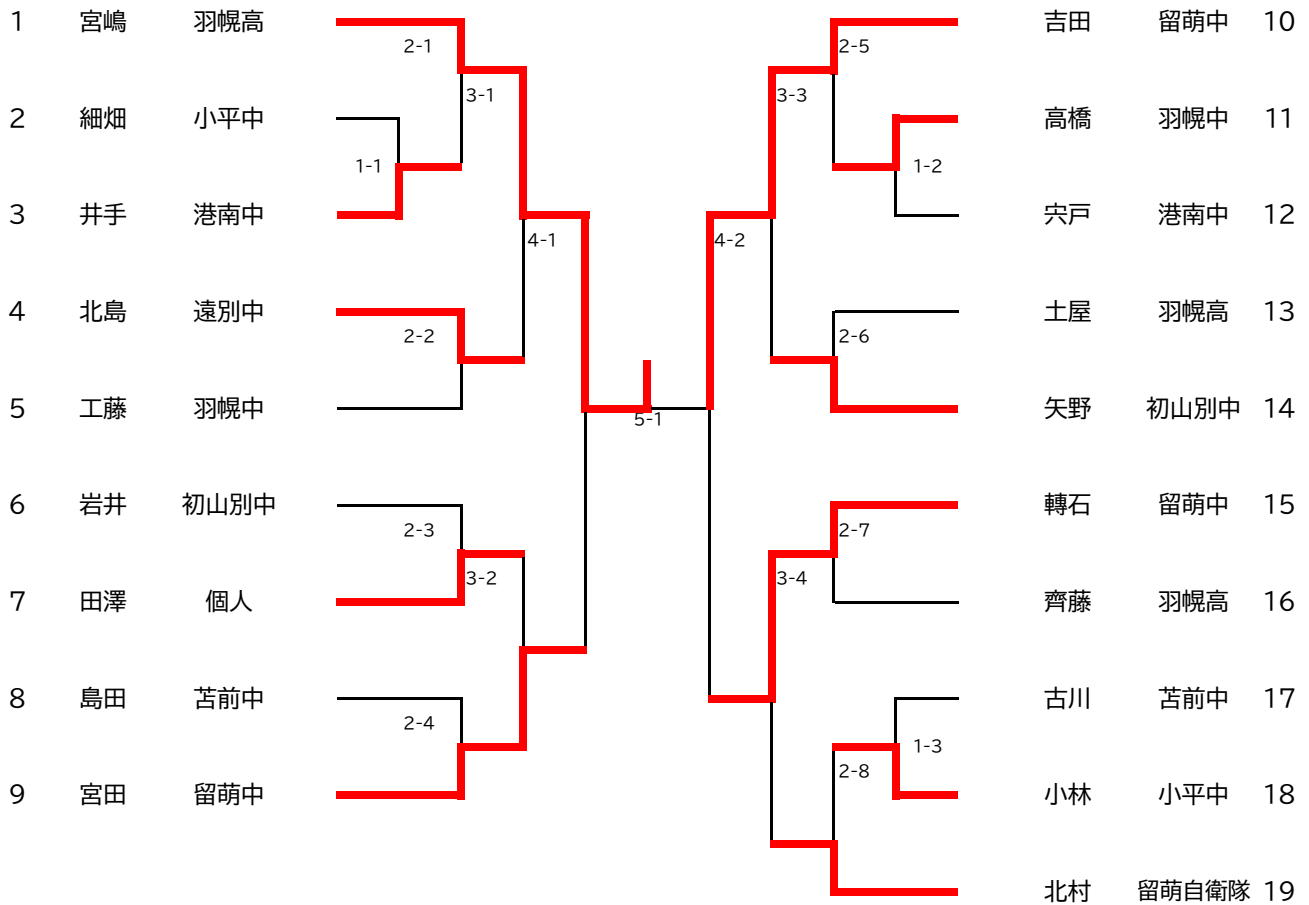 1 宮嶋 羽幌高
2 細畑 小平中
3 井手 港南中
4 北島 遠別中
5 工藤 羽幌中
6 岩井 初山別中
7 田澤 個人
8 島田 苫前中
9 宮田 留萌中
2-1
3-1
1-1
4-1
2-2
5-1
2-3
3-2
2-4
2-5
3-3
1-2
4-2
2-6
2-7
3-4
1-3
2-8
吉田 留萌中 10
高橋 羽幌中 11
宍戸 港南中 12
土屋 羽幌高 13
矢野 初山別中 14
轉石 留萌中 15
齊藤 羽幌高 16
古川 苫前中 17
小林 小平中 18
北村 留萌自衛隊 19